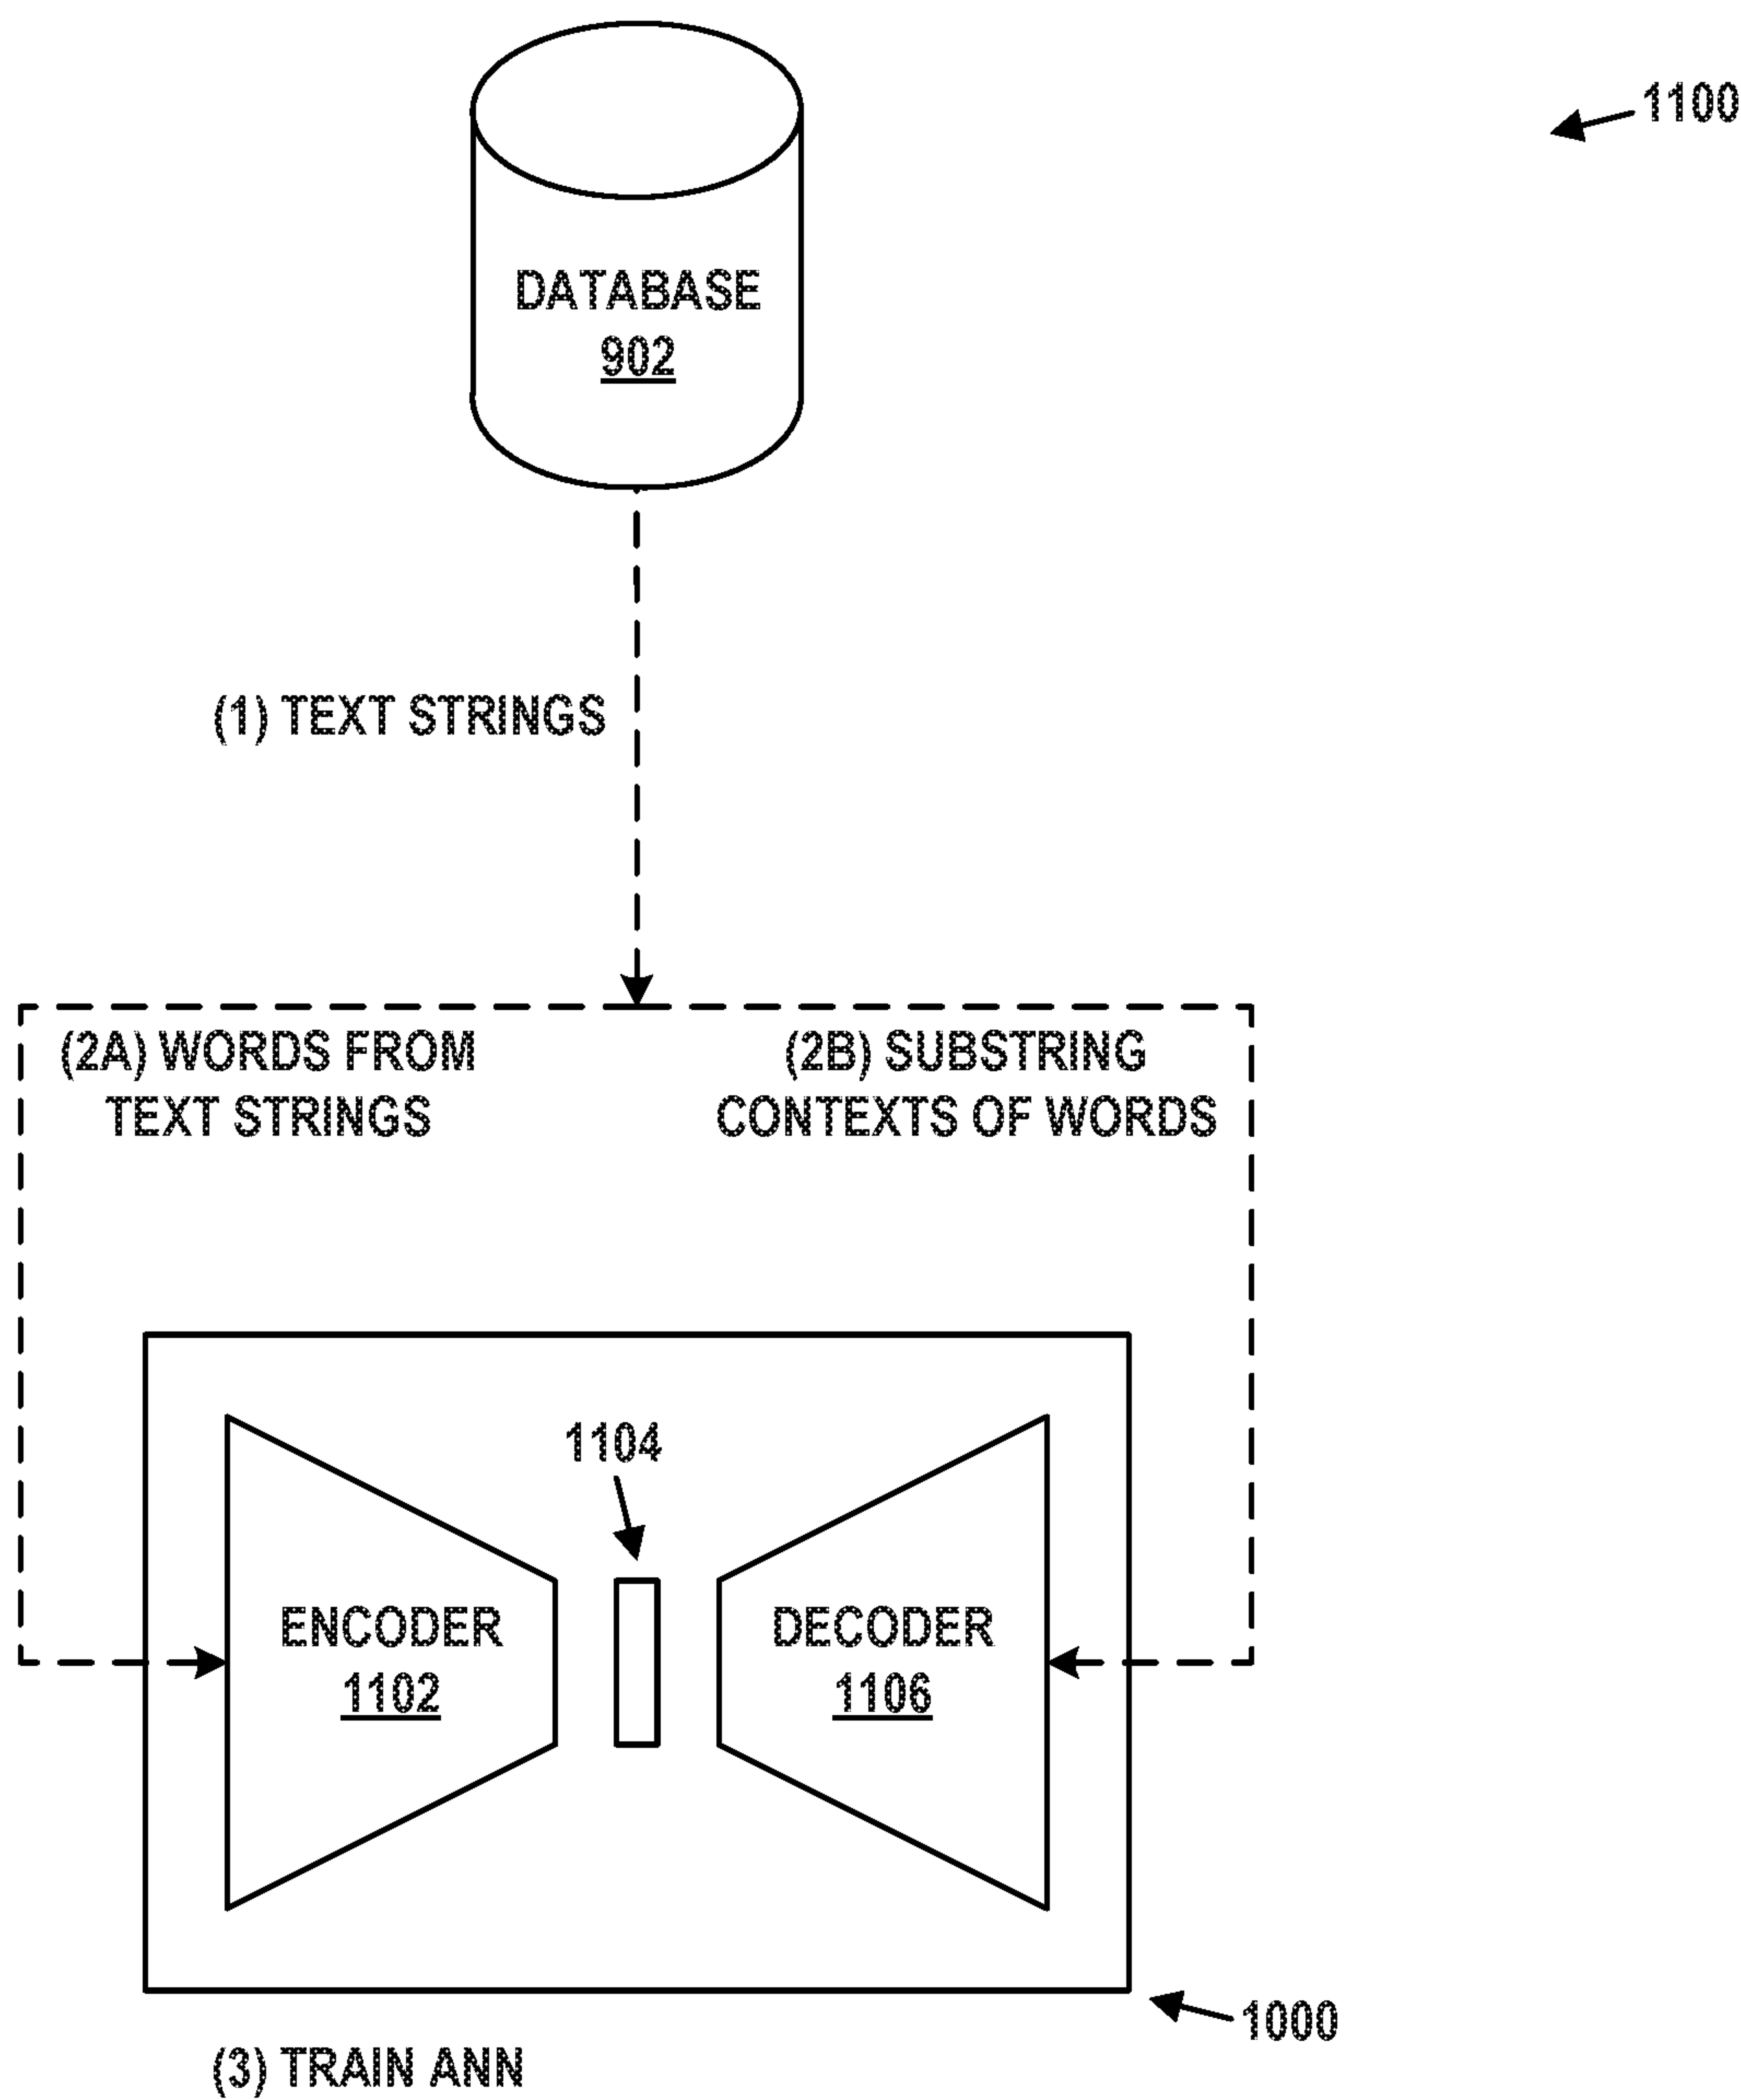 1100
DATABASE
902
(1) TEXT STRINGS
(2A) WORDS FROM
TEXT STRINGS
(2B) SUBSTRING
CONTEXTS OF WORDS
1104
ENCODER
1102
DECODER
1106
1000
(3) TRAIN ANN